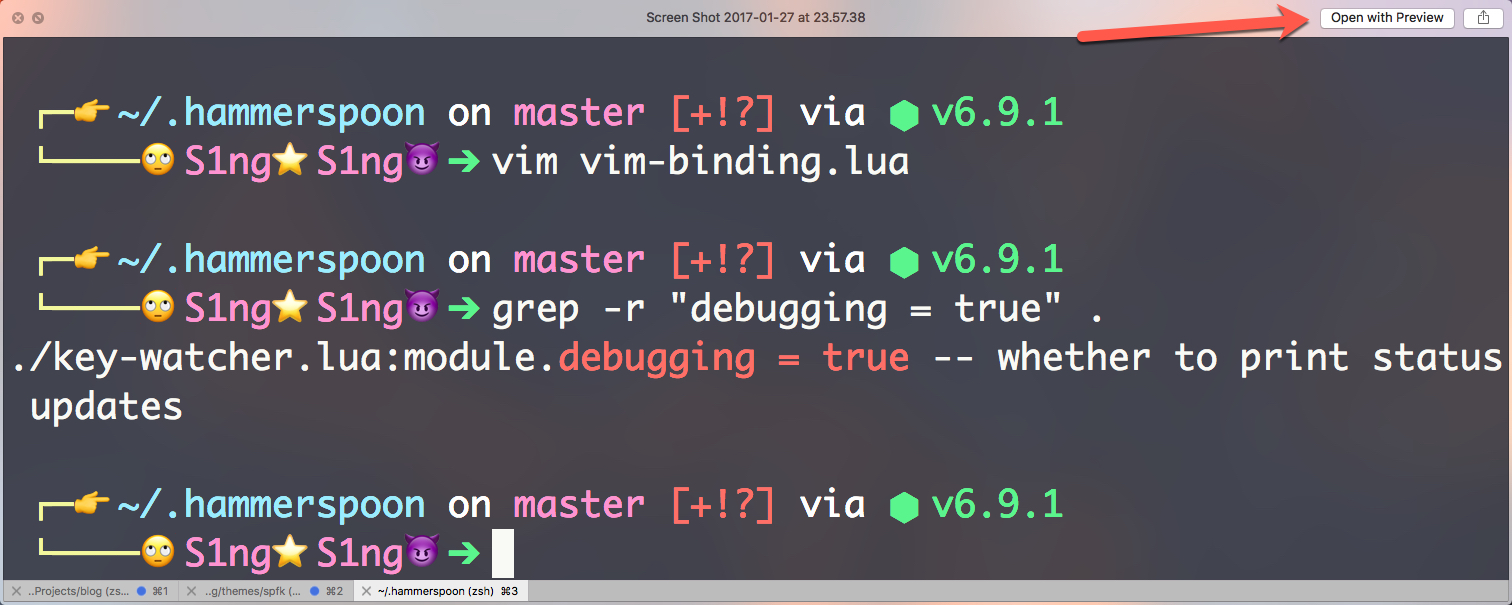 Screen Shot 2017-01-27 at 23.57.38
Open with Preview
~/.hammerspoon on master [+!?] via ⬢ v6.9.1
S1ng⭐S1ng😈➜ vim vim-binding.lua
~/.hammerspoon on master [+!?] via ⬢ v6.9.1
S1ng⭐S1ng😈➜ grep -r "debugging = true" .
./key-watcher.lua:module.debugging = true -- whether to print status
updates
~/.hammerspoon on master [+!?] via ⬢ v6.9.1
S1ng⭐S1ng😈➜
..Projects/blog (zs... ⌘1 ..g/themes/spfk (... ⌘2 ~/.hammerspoon (zsh) ⌘3